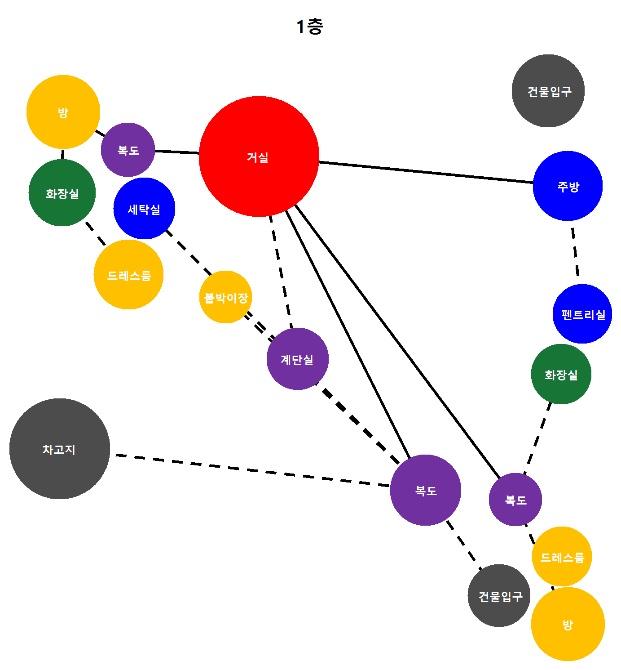 1층
건물입구
방
복도
거실
주방
화장실
세탁실
드레스룸
붙박이장
펜트리실
계단실
화장실
차고지
복도
복도
드레스룸
건물입구
방